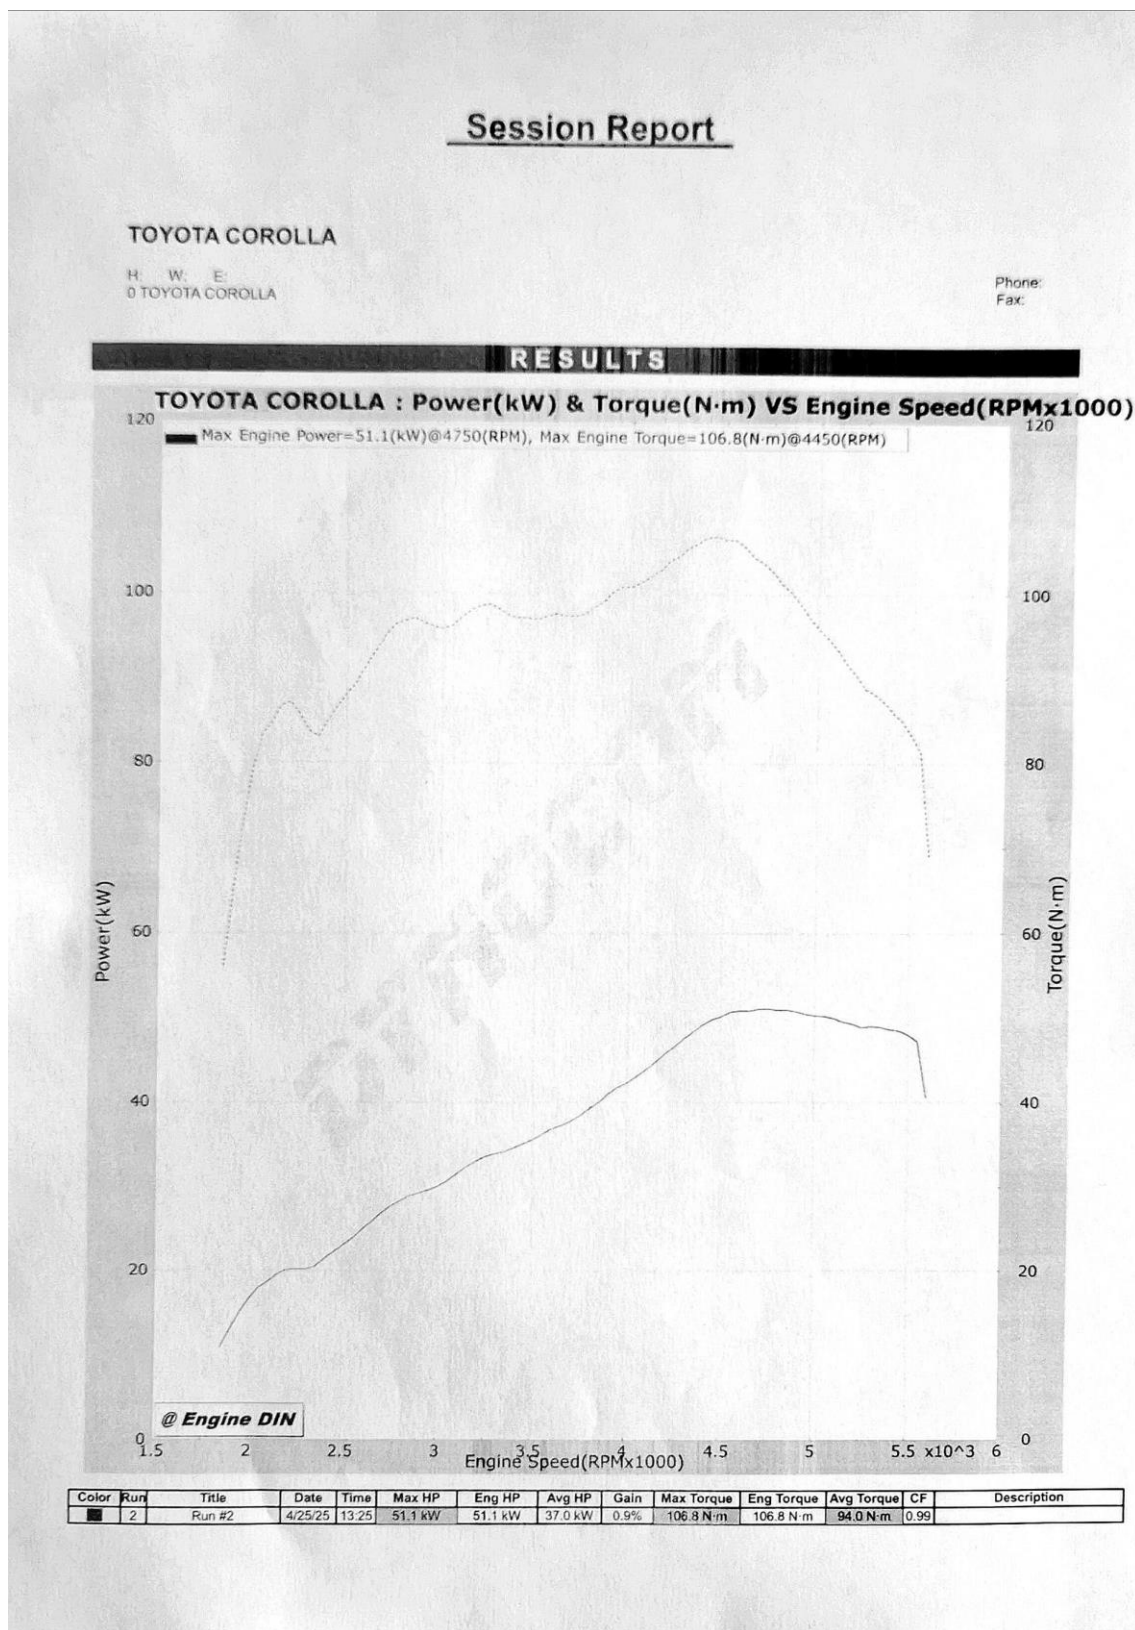 Session Report
TOYOTA COROLLA
H: W: E:
0 TOYOTA COROLLA
Phone:
Fax:
RESULTS
TOYOTA COROLLA : Power(kW) & Torque(N·m) VS Engine Speed(RPMx1000)
Max Engine Power=51.1(kW)@4750(RPM), Max Engine Torque=106.8(N·m)@4450(RPM)
120 120
100 100
80 80
60 60
40 40
20 20
0 0
Power(kW)
Torque(N·m)
@ Engine DIN
1.5 2 2.5 3 3.5 4 4.5 5 5.5 x10^3 6
Engine Speed(RPMx1000)
Color Run Title Date Time Max HP Eng HP Avg HP Gain Max Torque Eng Torque Avg Torque CF Description
2 Run #2 4/25/25 13:25 51.1 kW 51.1 kW 37.0 kW 0.9% 106.8 N·m 106.8 N·m 94.0 N·m 0.99